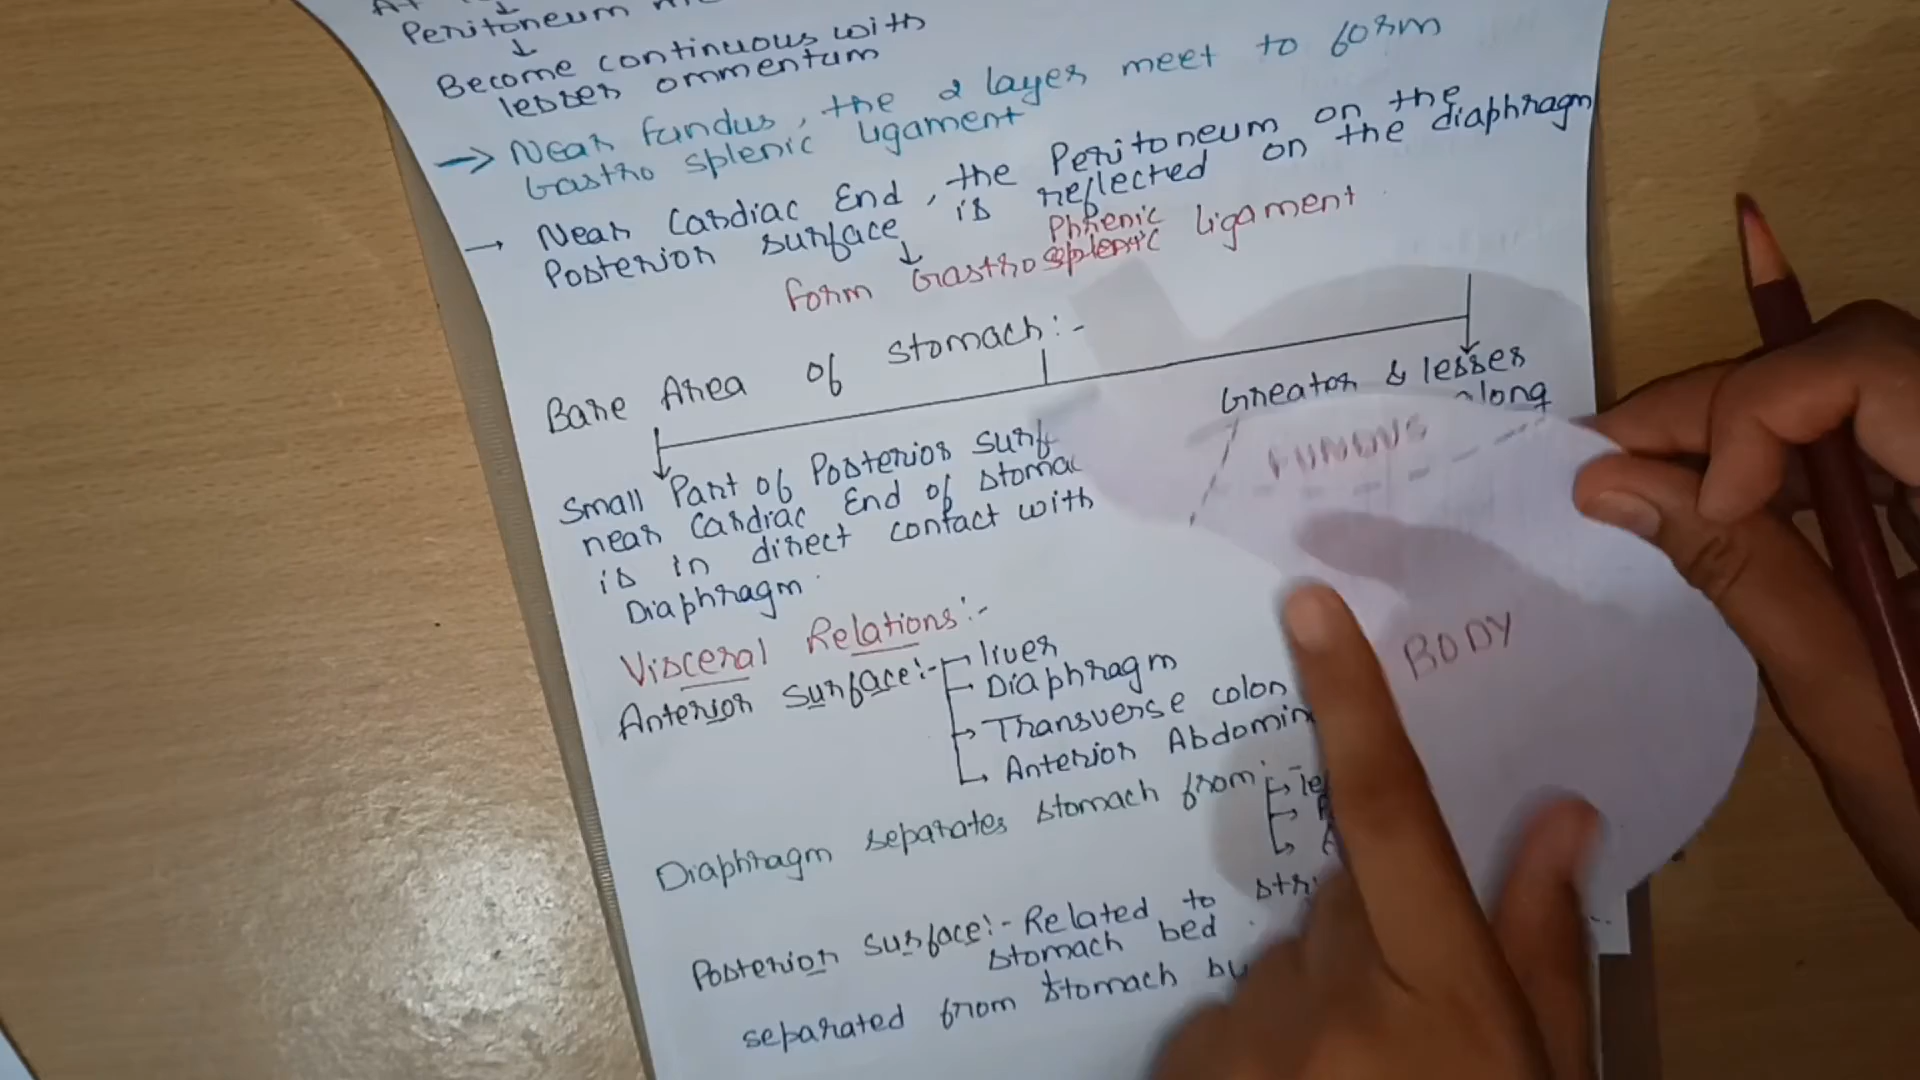 Peritoneum
Become continuous with
lesser ommentum
→ Near fundus, the 2 layer meet to form
Gastro splenic ligament
→ Near Cardiac End, the Peritoneum on the
Posterior surface is reflected on the diaphragm
↓
form Gastrosplenic ligament
Phrenic
Bare Area of stomach:-
Greator & lesser
along
Small Part of Posterior surf
near Cardiac End of stomac
is in direct contact with
Diaphragm.
Visceral Relations:-
Anterior surface:- liver
→ Diaphragm
→ Transverse colon
→ Anterior Abdomin
Diaphragm separates stomach from:
Posterior surface:- Related to
stomach bed
separated from stomach
FUNDUS
BODY